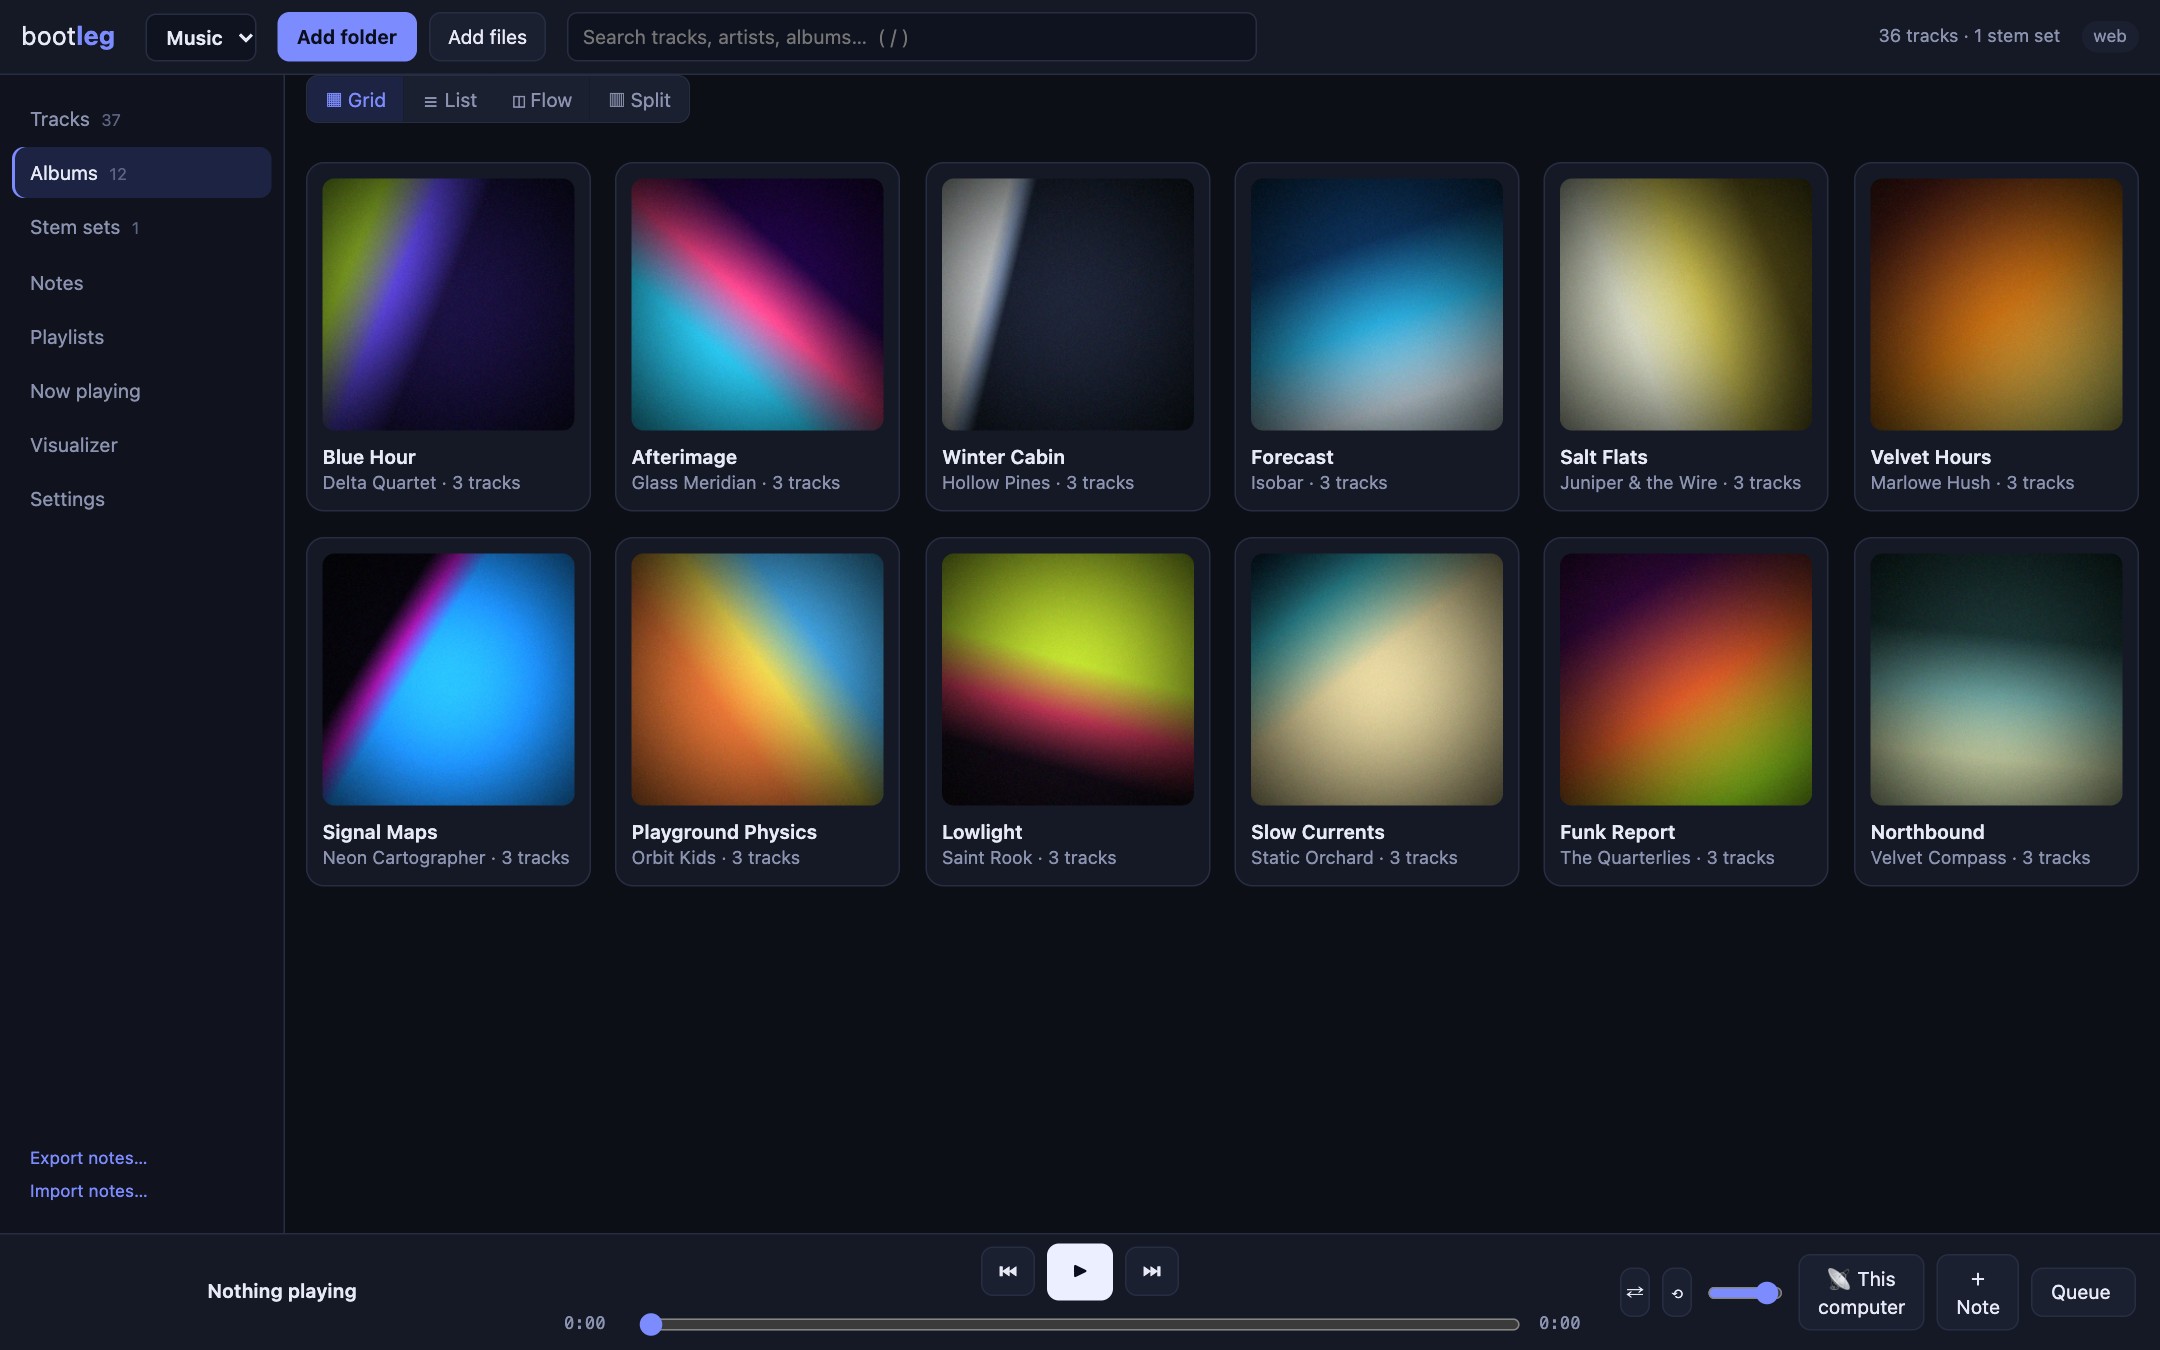 bootleg
Music
Add folder
Add files
Search tracks, artists, albums... ( / )
36 tracks · 1 stem set
web
Tracks 37
Albums 12
Stem sets 1
Notes
Playlists
Now playing
Visualizer
Settings
Export notes...
Import notes...
Grid
List
Flow
Split
Blue Hour
Delta Quartet · 3 tracks
Afterimage
Glass Meridian · 3 tracks
Winter Cabin
Hollow Pines · 3 tracks
Forecast
Isobar · 3 tracks
Salt Flats
Juniper & the Wire · 3 tracks
Velvet Hours
Marlowe Hush · 3 tracks
Signal Maps
Neon Cartographer · 3 tracks
Playground Physics
Orbit Kids · 3 tracks
Lowlight
Saint Rook · 3 tracks
Slow Currents
Static Orchard · 3 tracks
Funk Report
The Quarterlies · 3 tracks
Northbound
Velvet Compass · 3 tracks
Nothing playing
0:00
0:00
This
computer
+
Note
Queue